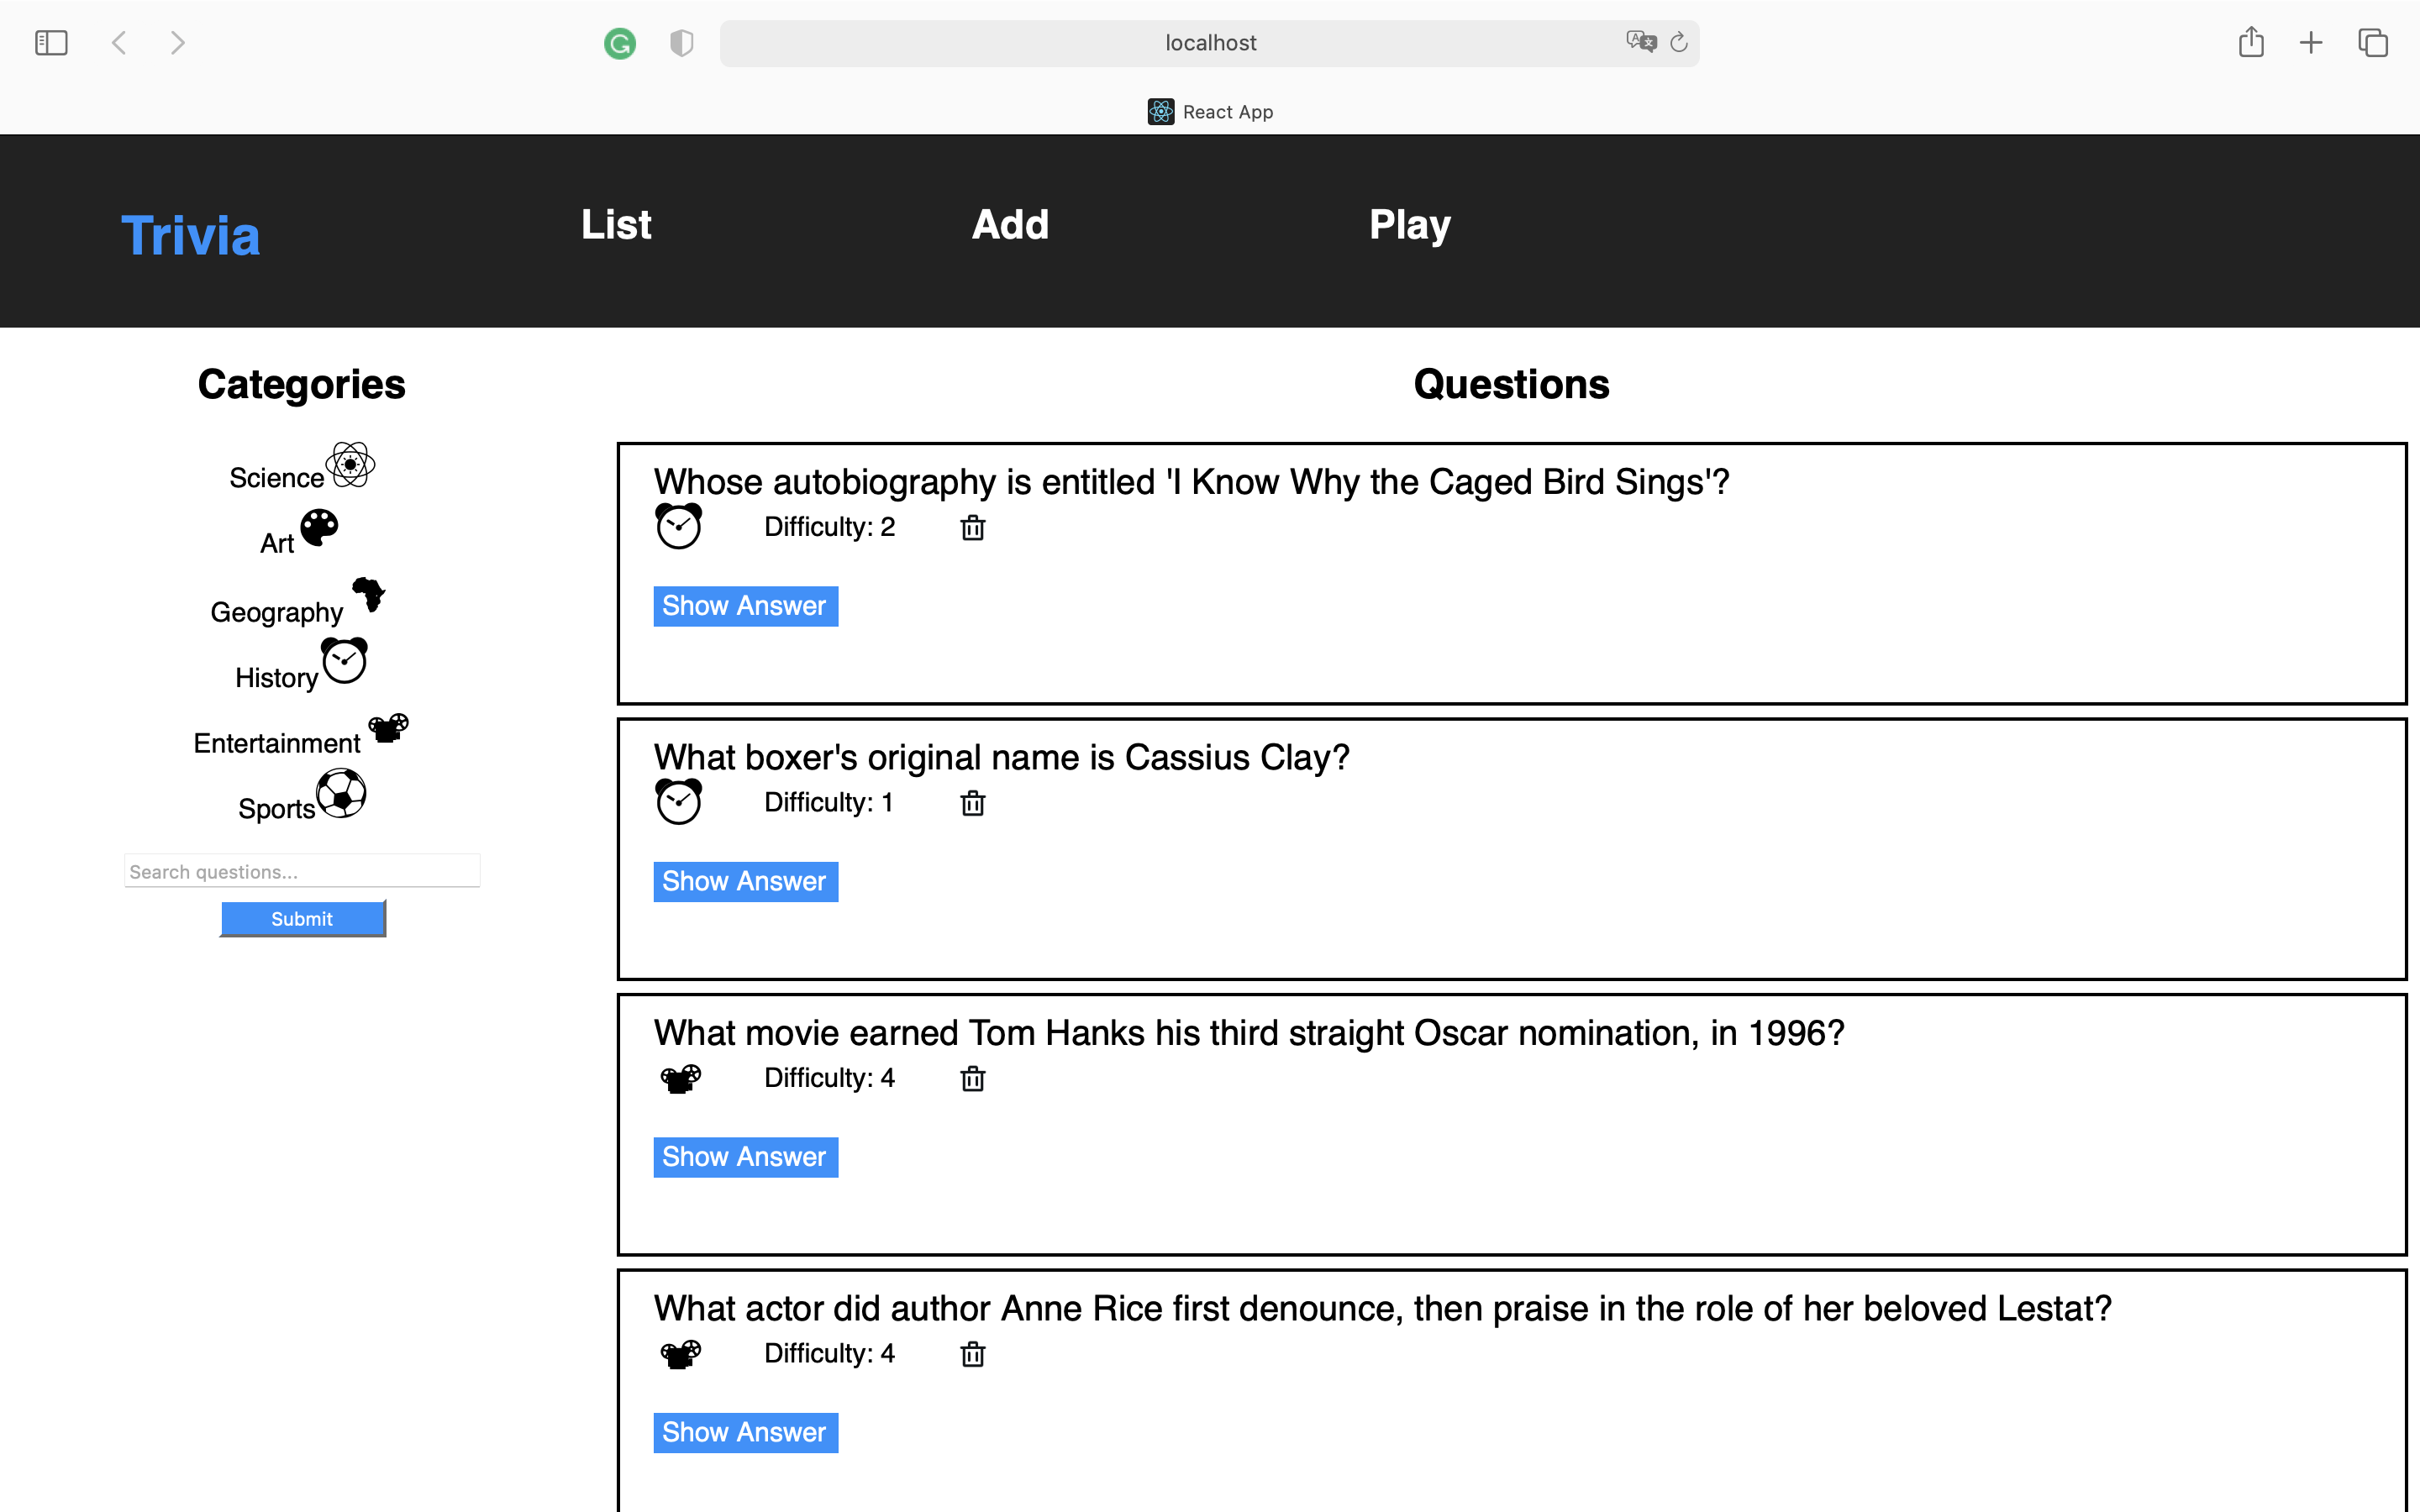 localhost
React App
Trivia
List
Add
Play
Categories
Science
Art
Geography
History
Entertainment
Sports
Search questions...
Submit
Questions
Whose autobiography is entitled 'I Know Why the Caged Bird Sings'?
Difficulty: 2
Show Answer
What boxer's original name is Cassius Clay?
Difficulty: 1
Show Answer
What movie earned Tom Hanks his third straight Oscar nomination, in 1996?
Difficulty: 4
Show Answer
What actor did author Anne Rice first denounce, then praise in the role of her beloved Lestat?
Difficulty: 4
Show Answer